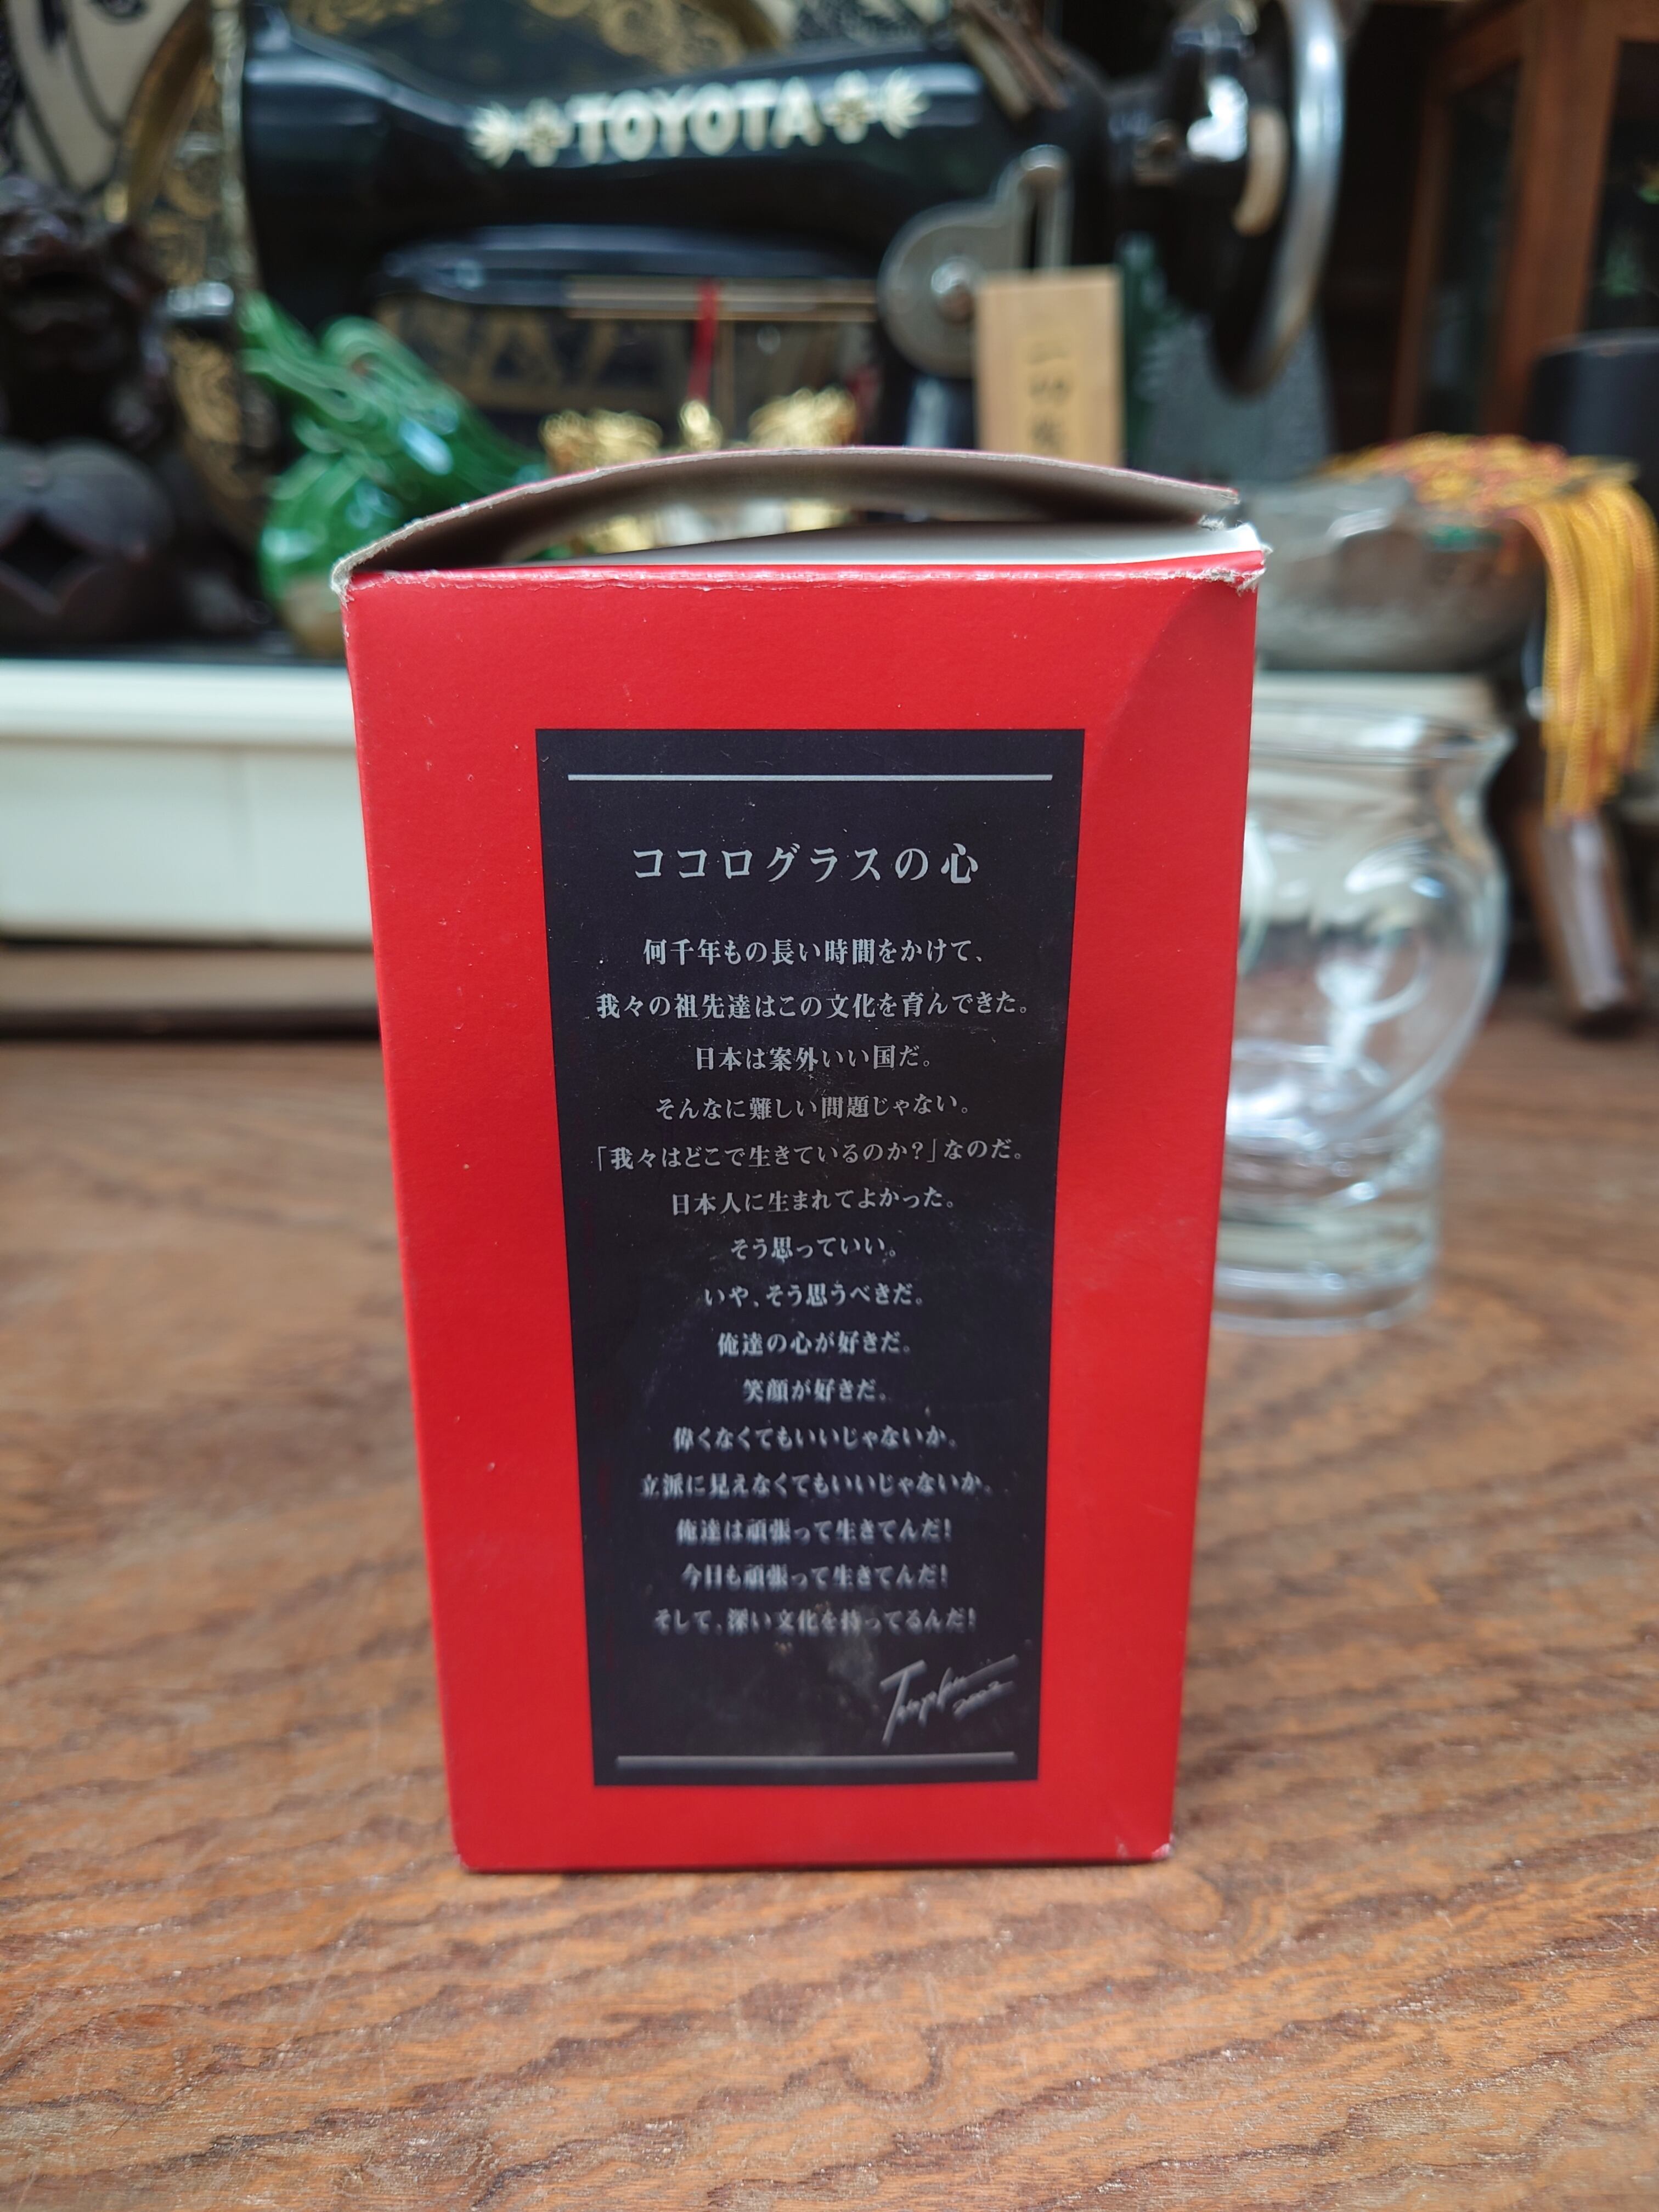 TOYOTA
ココログラスの心
何千年もの長い時間をかけて、
我々の祖先達はこの文化を育んできた。
日本は案外いい国だ。
そんなに難しい問題じゃない。
「我々はどこで生きているのか?」なのだ。
日本人に生まれてよかった。
そう思っていい。
いや、そう思うべきだ。
俺達の心が好きだ。
笑顔が好きだ。
偉くなくてもいいじゃないか。
立派に見えなくてもいいじゃないか。
俺達は頑張って生きてんだ!
今日も頑張って生きてんだ!
そして、深い文化を持ってるんだ!
2002